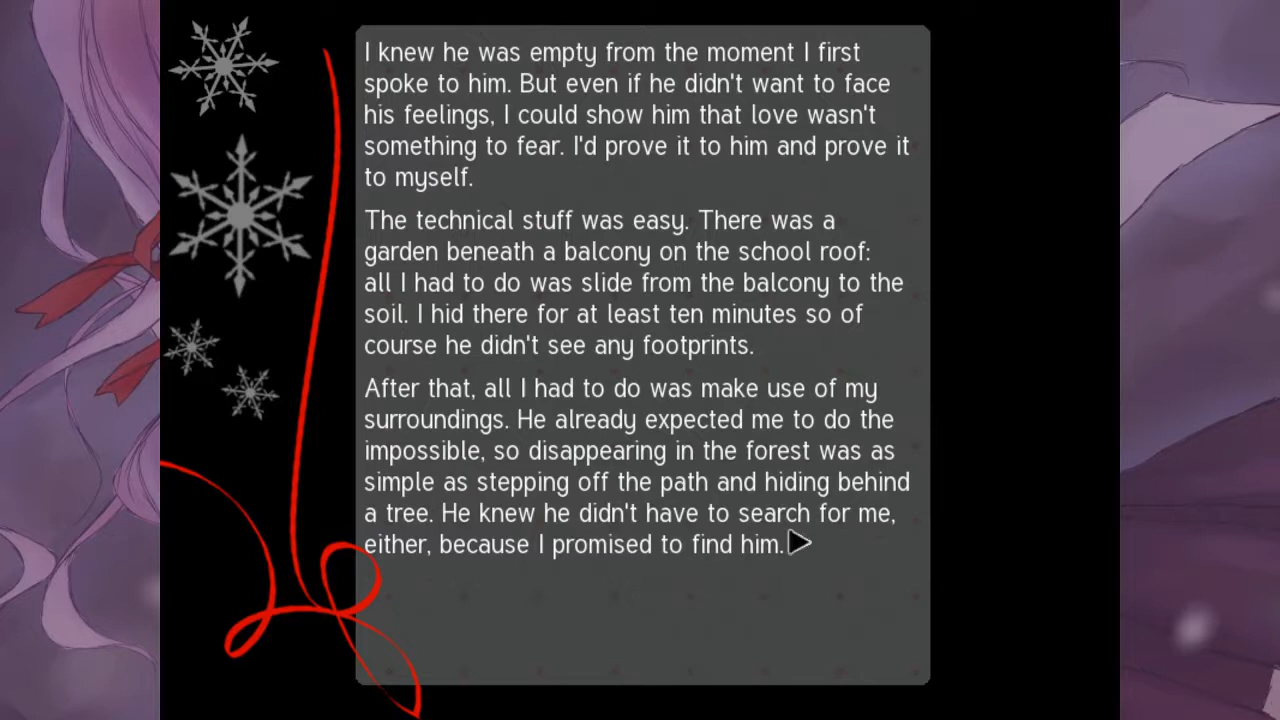 I knew he was empty from the moment I first
spoke to him. But even if he didn't want to face
his feelings, I could show him that love wasn't
something to fear. I'd prove it to him and prove it
to myself.
The technical stuff was easy. There was a
garden beneath a balcony on the school roof:
all I had to do was slide from the balcony to the
soil. I hid there for at least ten minutes so of
course he didn't see any footprints.
After that, all I had to do was make use of my
surroundings. He already expected me to do the
impossible, so disappearing in the forest was as
simple as stepping off the path and hiding behind
a tree. He knew he didn't have to search for me,
either, because I promised to find him.